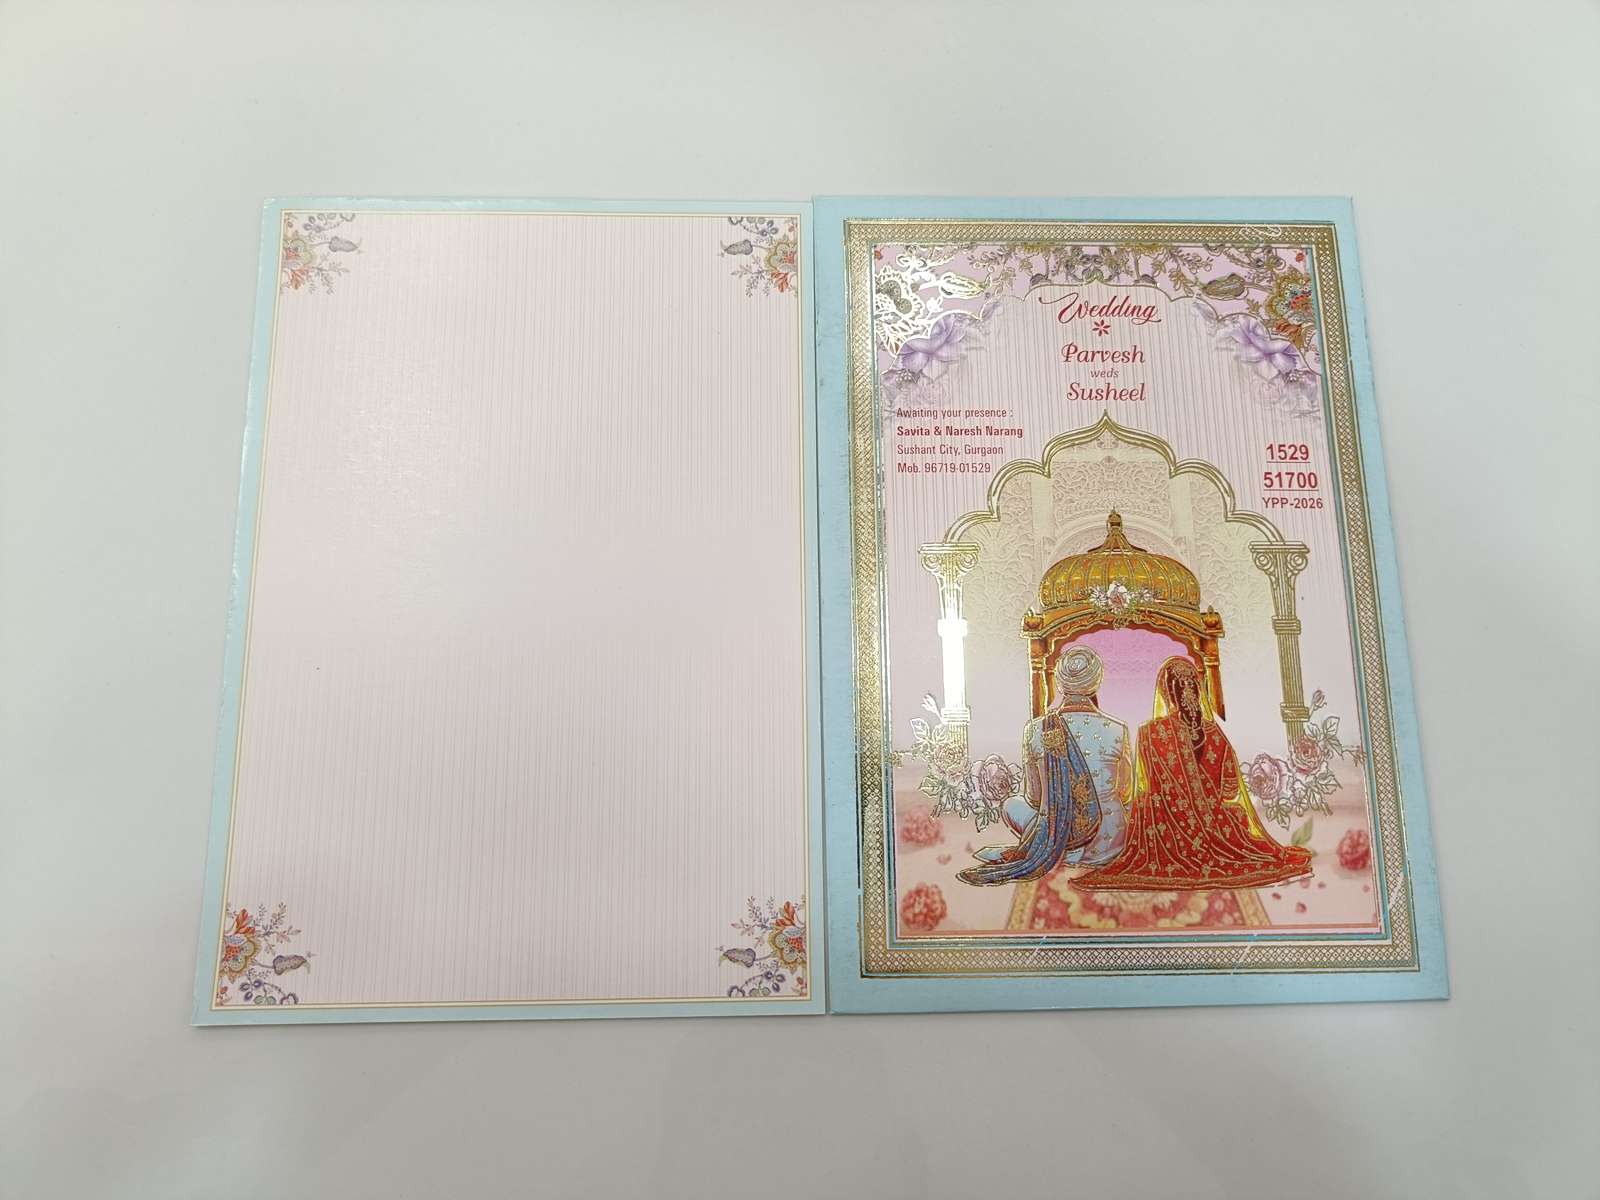 Wedding
Parvesh
weds
Susheel
Awaiting your presence :
Savita & Naresh Narang
Sushant City, Gurgaon
Mob. 96719-01529
1529
51700
YPP-2026